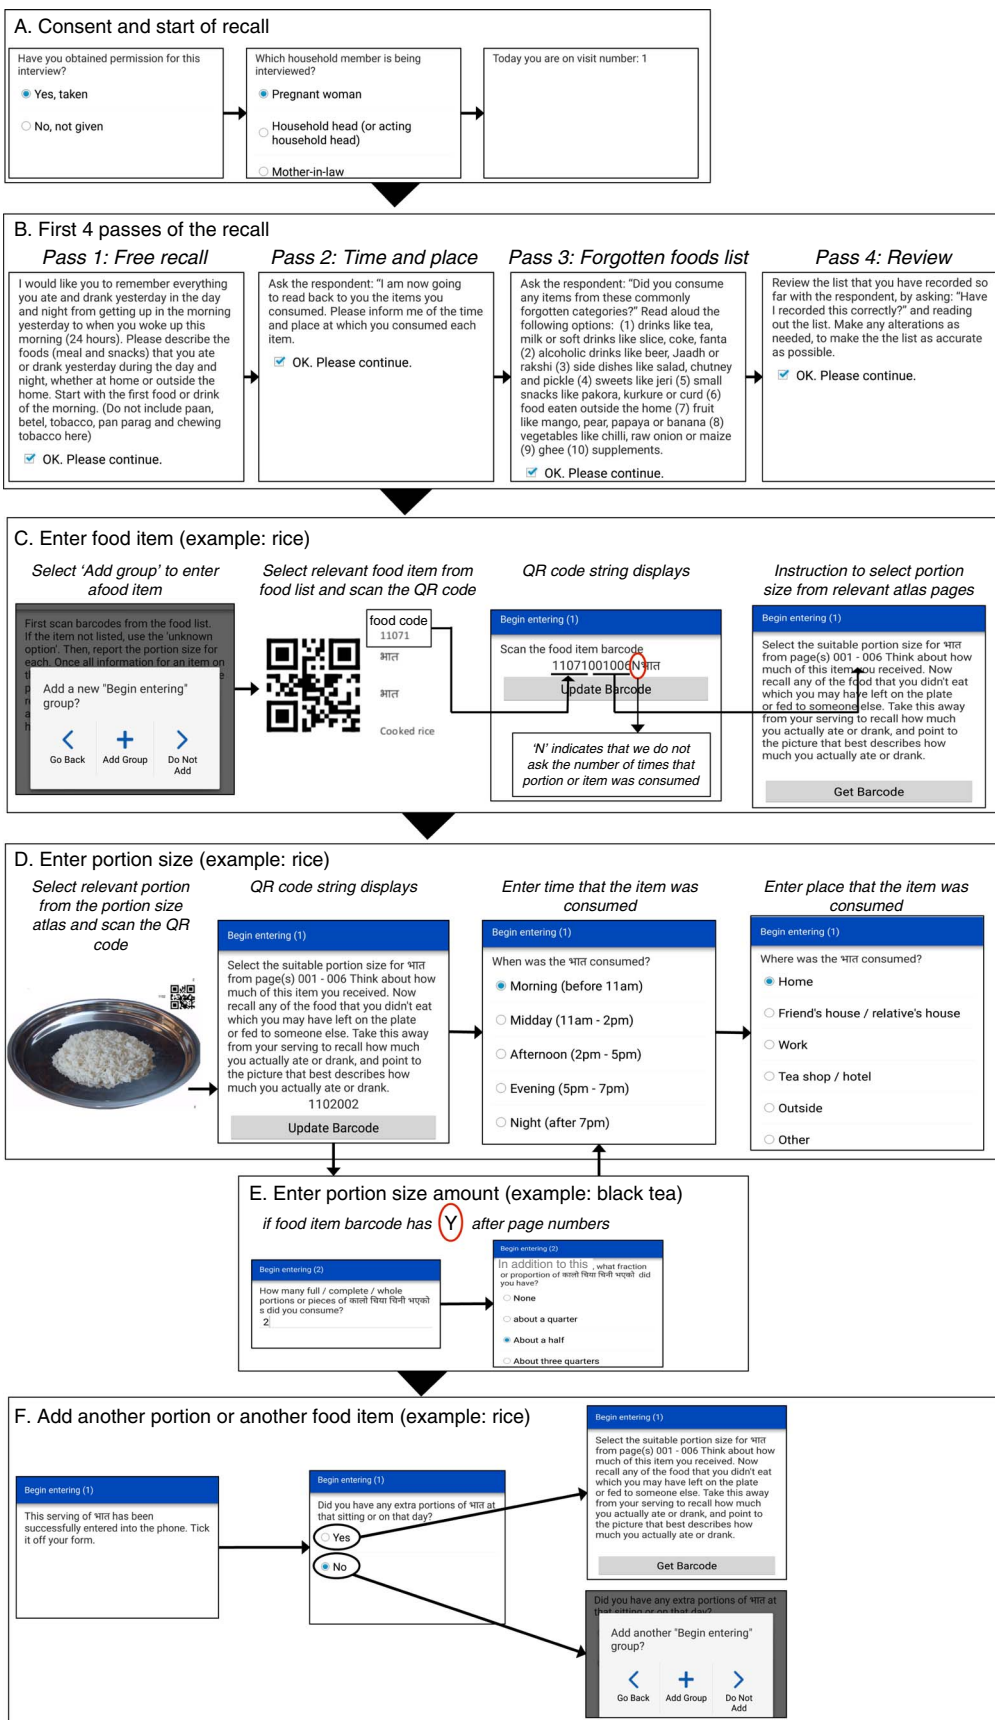 A. Consent and start of recall
Have you obtained permission for this
interview?
Yes, taken
No, not given
Which household member is being
interviewed?
Pregnant woman
Household head (or acting
household head)
Mother-in-law
Today you are on visit number: 1
B. First 4 passes of the recall
Pass 1: Free recall
I would like you to remember everything
you ate and drank yesterday in the day
and night from getting up in the morning
yesterday to when you woke up this
morning (24 hours). Please describe the
foods (meal and snacks) that you ate
or drank yesterday during the day and
night, whether at home or outside the
home. Start with the first food or drink
of the morning. (Do not include paan,
betel, tobacco, pan parag and chewing
tobacco here)
OK. Please continue.
Pass 2: Time and place
Ask the respondent: "I am now going
to read back to you the items you
consumed. Please inform me of the time
and place at which you consumed each
item.
OK. Please continue.
Pass 3: Forgotten foods list
Ask the respondent: "Did you consume
any items from these commonly
forgotten categories?" Read aloud the
following options: (1) drinks like tea,
milk or soft drinks like slice, coke, fanta
(2) alcoholic drinks like beer, Jaadh or
rakshi (3) side dishes like salad, chutney
and pickle (4) sweets like jeri (5) small
snacks like pakora, kurkure or curd (6)
food eaten outside the home (7) fruit
like mango, pear, papaya or banana (8)
vegetables like chilli, raw onion or maize
(9) ghee (10) supplements.
OK. Please continue.
Pass 4: Review
Review the list that you have recorded so
far with the respondent, by asking: "Have
I recorded this correctly?" and reading
out the list. Make any alterations as
needed, to make the the list as accurate
as possible.
OK. Please continue.
C. Enter food item (example: rice)
Select 'Add group' to enter
afood item
First scan barcodes from the food list.
If the item not listed, use the 'unknown
option'. Then, report the portion size for
each. Once all information for an item on
Add a new "Begin entering"
group?
Go Back
Add Group
Do Not
Add
Select relevant food item from
food list and scan the QR code
food code
11071
भात
भात
Cooked rice
QR code string displays
Begin entering (1)
Scan the food item barcode
11071001006Nभात
Update Barcode
'N' indicates that we do not
ask the number of times that
portion or item was consumed
Instruction to select portion
size from relevant atlas pages
Begin entering (1)
Select the suitable portion size for भात
from page(s) 001 - 006 Think about how
much of this item you received. Now
recall any of the food that you didn't eat
which you may have left on the plate
or fed to someone else. Take this away
from your serving to recall how much
you actually ate or drank, and point to
the picture that best describes how
much you actually ate or drank.
Get Barcode
D. Enter portion size (example: rice)
Select relevant portion
from the portion size
atlas and scan the QR
code
QR code string displays
Begin entering (1)
Select the suitable portion size for भात
from page(s) 001 - 006 Think about how
much of this item you received. Now
recall any of the food that you didn't eat
which you may have left on the plate
or fed to someone else. Take this away
from your serving to recall how much
you actually ate or drank, and point to
the picture that best describes how
much you actually ate or drank.
1102002
Update Barcode
Enter time that the item was
consumed
Begin entering (1)
When was the भात consumed?
Morning (before 11am)
Midday (11am - 2pm)
Afternoon (2pm - 5pm)
Evening (5pm - 7pm)
Night (after 7pm)
Enter place that the item was
consumed
Begin entering (1)
Where was the भात consumed?
Home
Friend's house / relative's house
Work
Tea shop / hotel
Outside
Other
E. Enter portion size amount (example: black tea)
if food item barcode has Y after page numbers
Begin entering (2)
How many full / complete / whole
portions or pieces of कालो चिया चिनी भएको
s did you consume?
2
Begin entering (2)
In addition to this , what fraction
or proportion of कालो चिया चिनी भएको did
you have?
None
about a quarter
About a half
About three quarters
F. Add another portion or another food item (example: rice)
Begin entering (1)
This serving of भात has been
successfully entered into the phone. Tick
it off your form.
Begin entering (1)
Did you have any extra portions of भात at
that sitting or on that day?
Yes
No
Begin entering (1)
Select the suitable portion size for भात
from page(s) 001 - 006 Think about how
much of this item you received. Now
recall any of the food that you didn't eat
which you may have left on the plate
or fed to someone else. Take this away
from your serving to recall how much
you actually ate or drank, and point to
the picture that best describes how
much you actually ate or drank.
Get Barcode
Did you have any extra portions of भात at
that sitting or on that day?
Add another "Begin entering"
group?
Go Back
Add Group
Do Not
Add